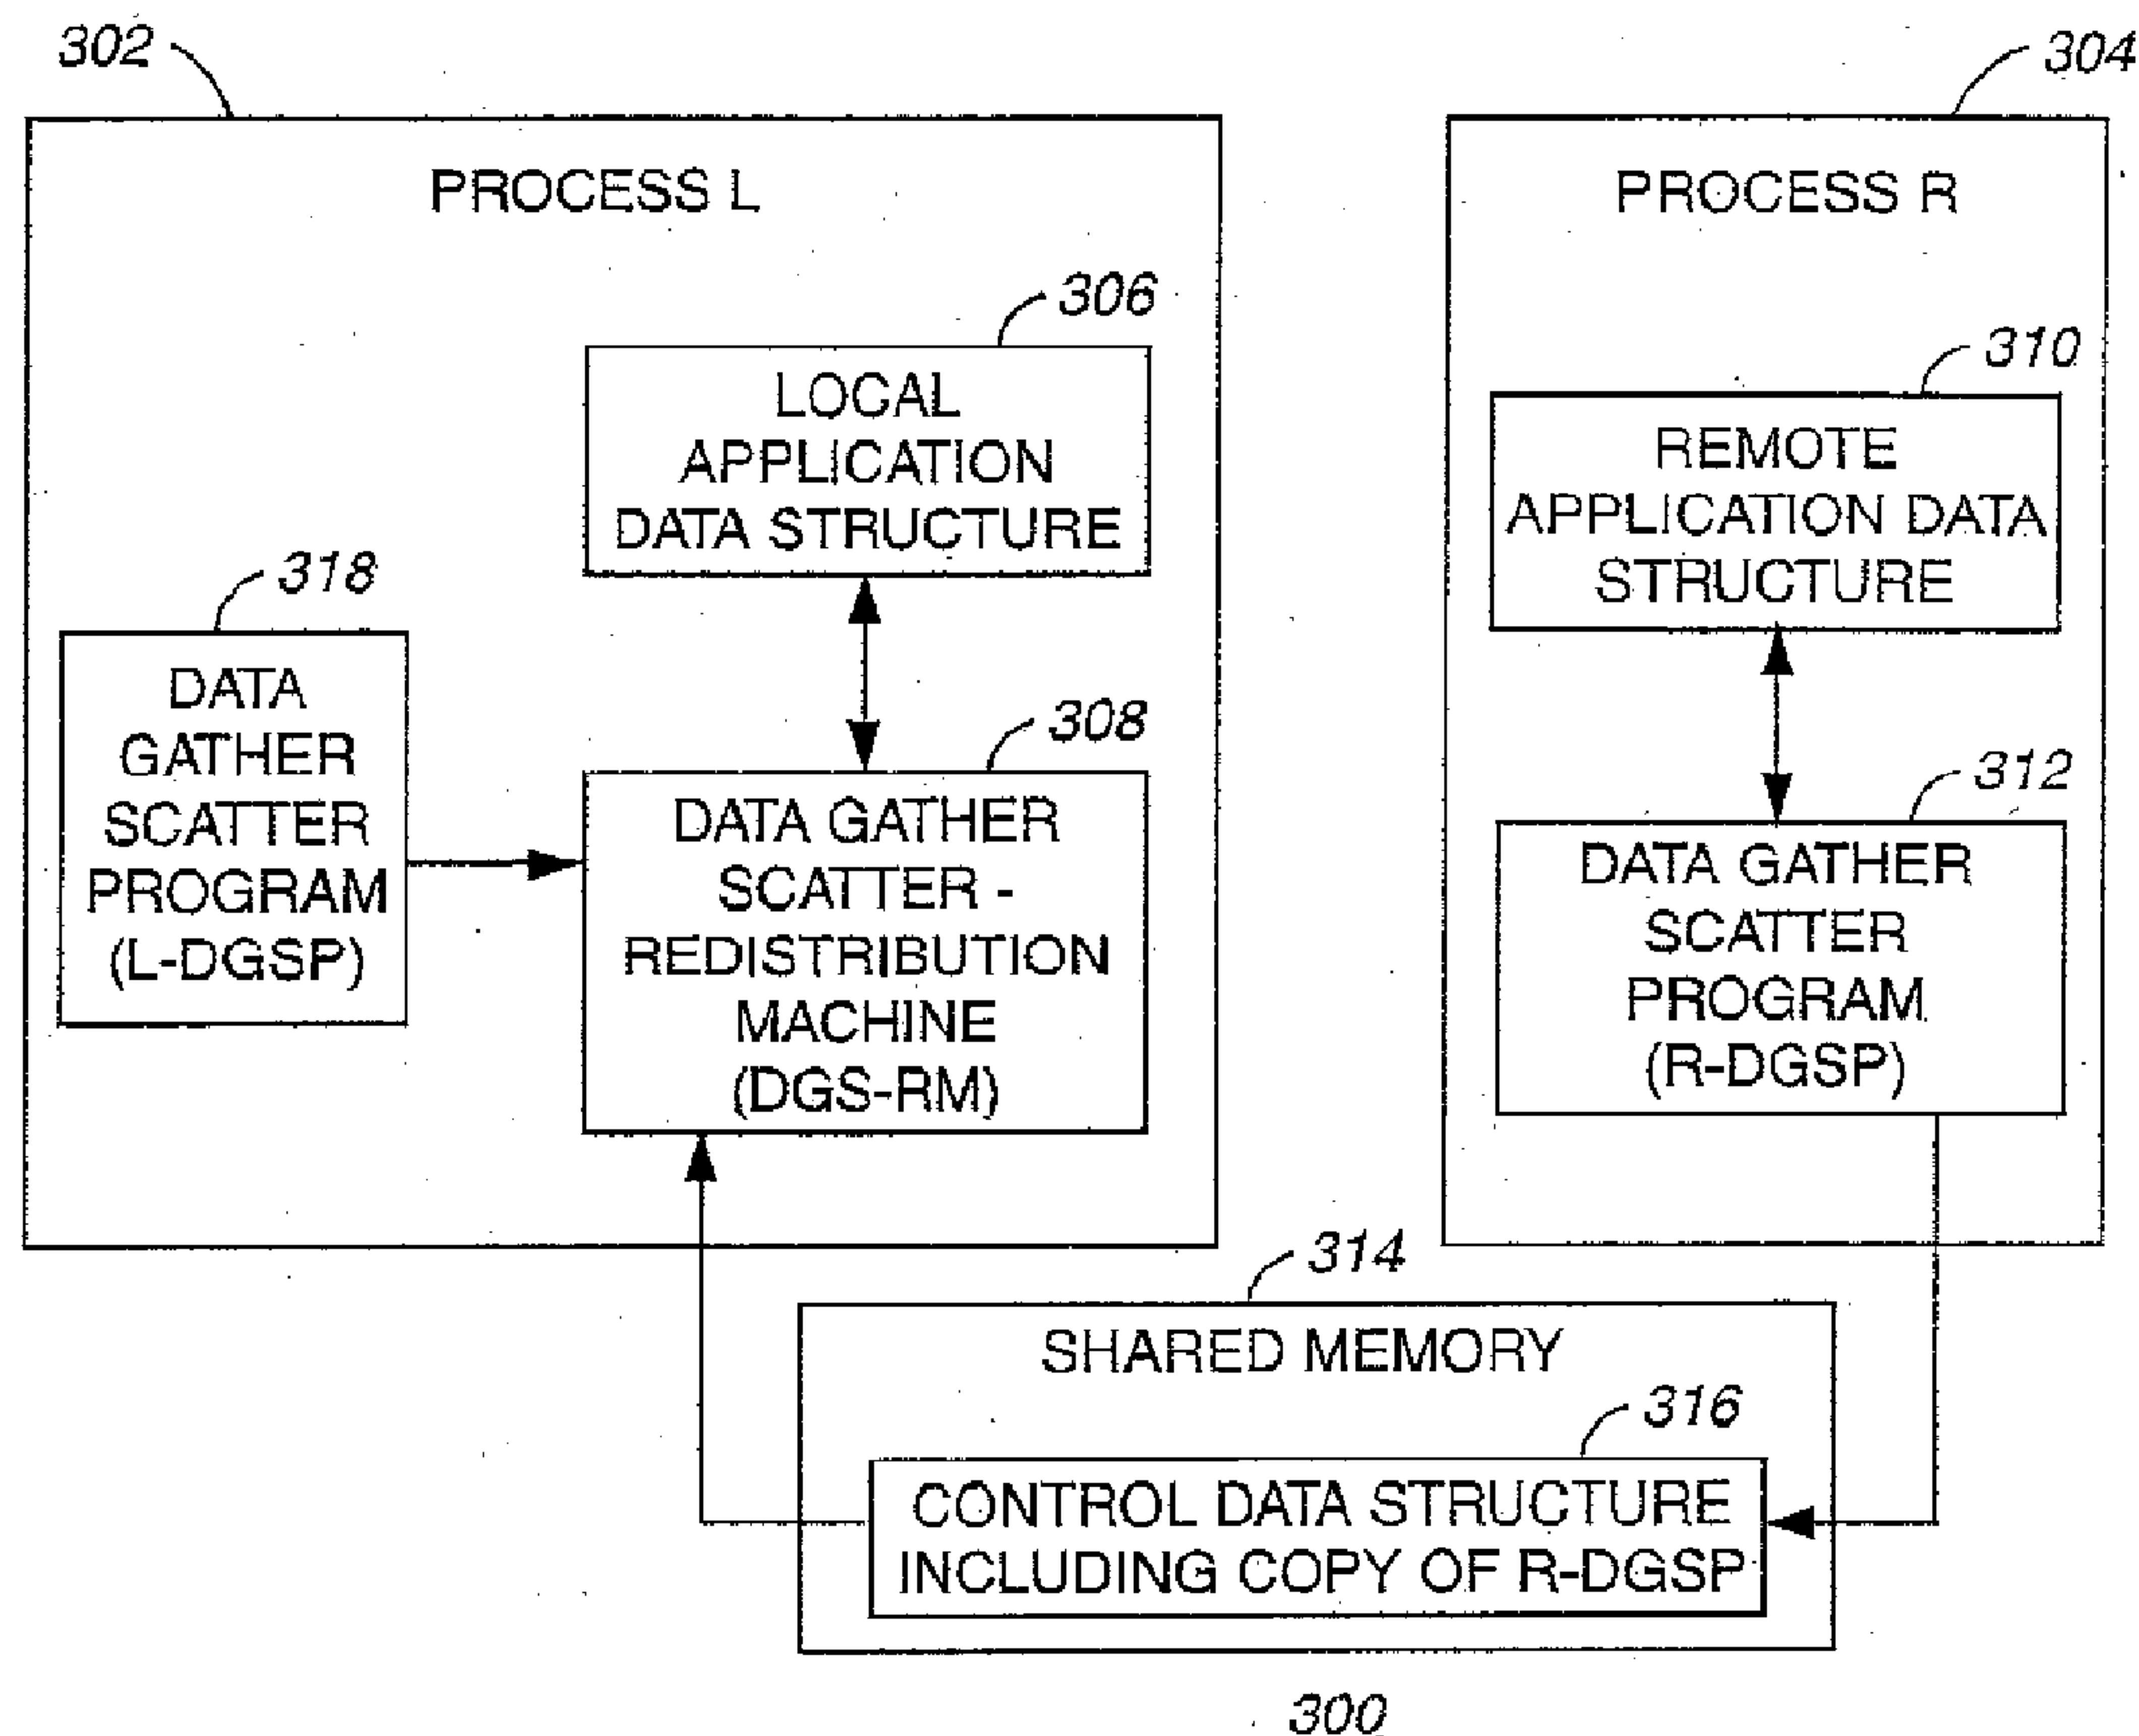 302
304
PROCESS L
PROCESS R
306
LOCAL
APPLICATION
DATA STRUCTURE
310
REMOTE
APPLICATION DATA
STRUCTURE
318
DATA
GATHER
SCATTER
PROGRAM
(L-DGSP)
308
DATA GATHER
SCATTER -
REDISTRIBUTION
MACHINE
(DGS-RM)
312
DATA GATHER
SCATTER
PROGRAM
(R-DGSP)
314
SHARED MEMORY
316
CONTROL DATA STRUCTURE
INCLUDING COPY OF R-DGSP
300